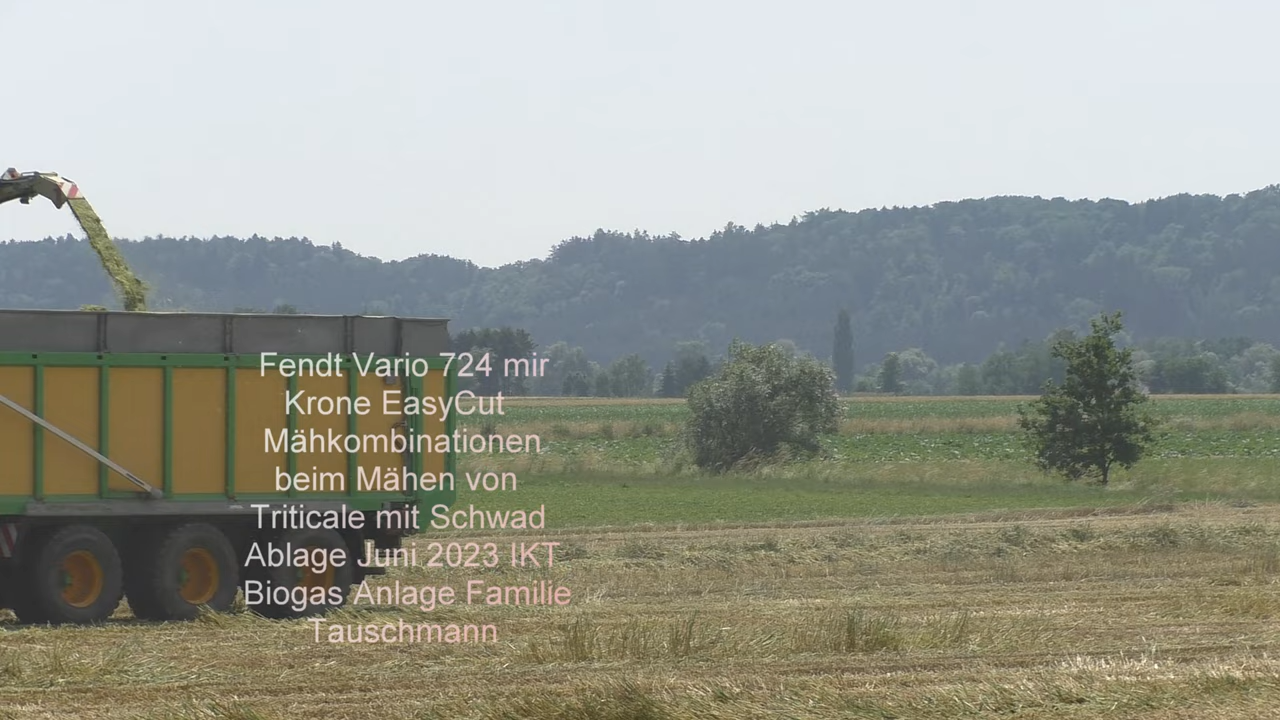 Fendt Vario 724 mir
Krone EasyCut
Mähkombinationen
beim Mähen von
Triticale mit Schwad
Ablage Juni 2023 IKT
Biogas Anlage Familie
Tauschmann